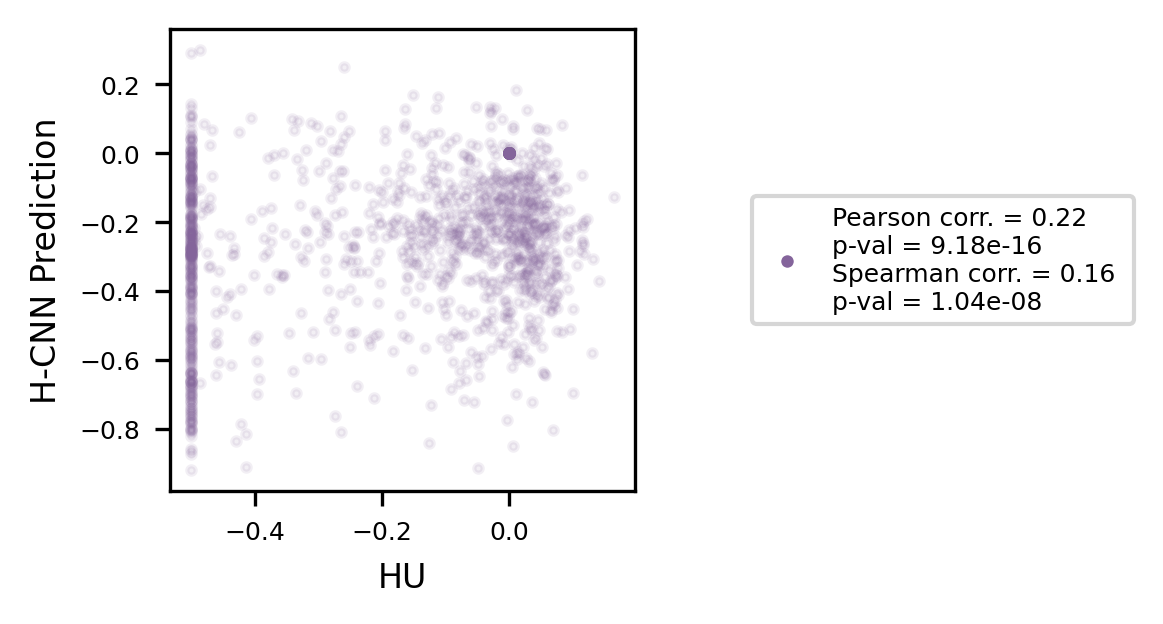 0.2
0.0
−0.2
−0.4
−0.6
−0.8
H-CNN Prediction
−0.4
−0.2
0.0
HU
Pearson corr. = 0.22
p-val = 9.18e-16
Spearman corr. = 0.16
p-val = 1.04e-08